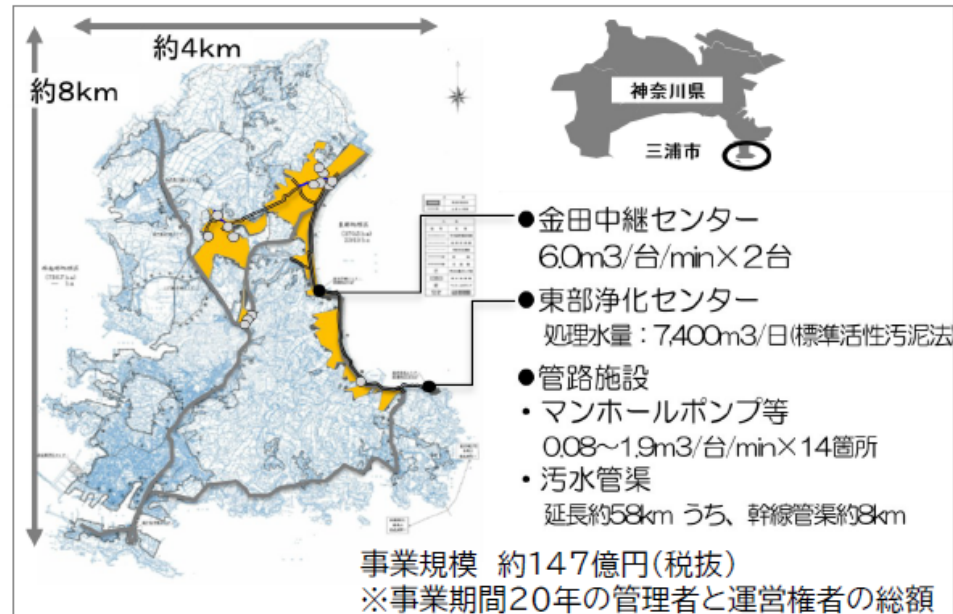 約4km
約8km
神奈川県
三浦市
●金田中継センター
6.0m3/台/min×2台
●東部浄化センター
処理水量：7,400m3/日(標準活性汚泥法
●管路施設
・マンホールポンプ等
0.08～1.9m3/台/min×14箇所
・汚水管渠
延長約58km うち、幹線管渠約8km
事業規模 約147億円(税抜)
※事業期間20年の管理者と運営権者の総額